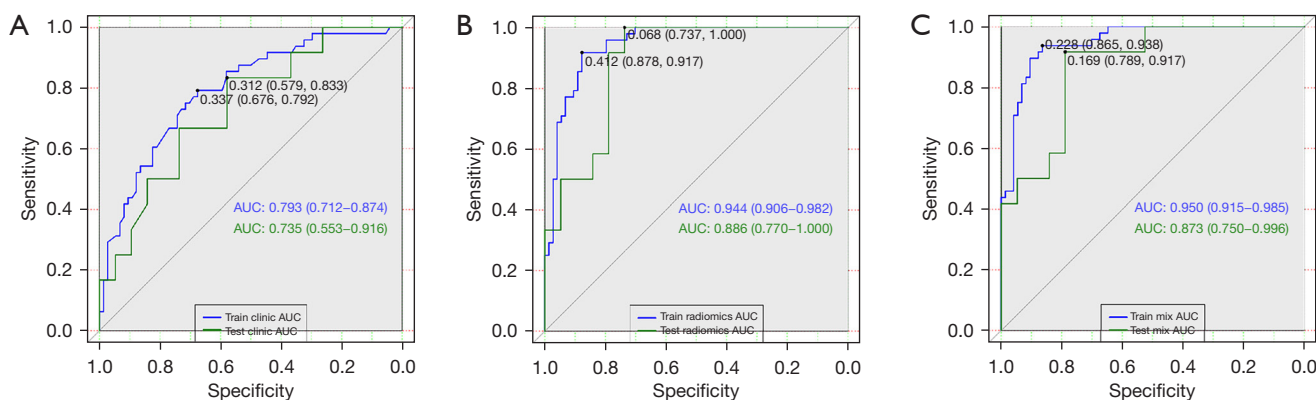 A
1.0
0.8
0.6
0.4
0.2
0.0
Sensitivity
0.312 (0.579, 0.833)
0.337 (0.676, 0.792)
AUC: 0.793 (0.712–0.874)
AUC: 0.735 (0.553–0.916)
Train clinic AUC
Test clinic AUC
1.0 0.8 0.6 0.4 0.2 0.0
Specificity
B
1.0
0.8
0.6
0.4
0.2
0.0
Sensitivity
0.068 (0.737, 1.000)
0.412 (0.878, 0.917)
AUC: 0.944 (0.906–0.982)
AUC: 0.886 (0.770–1.000)
Train radiomics AUC
Test radiomics AUC
1.0 0.8 0.6 0.4 0.2 0.0
Specificity
C
1.0
0.8
0.6
0.4
0.2
0.0
Sensitivity
0.228 (0.865, 0.938)
0.169 (0.789, 0.917)
AUC: 0.950 (0.915–0.985)
AUC: 0.873 (0.750–0.996)
Train mix AUC
Test mix AUC
1.0 0.8 0.6 0.4 0.2 0.0
Specificity